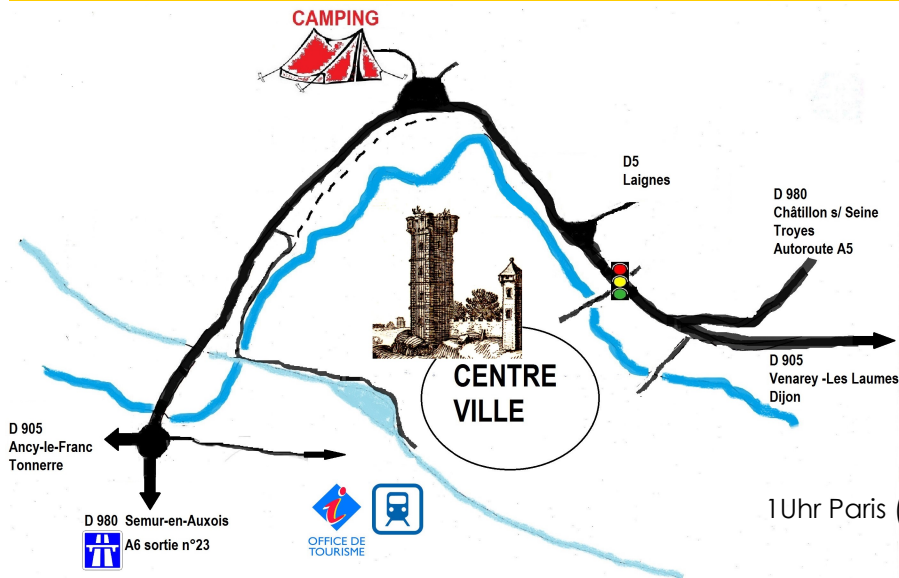 CAMPING
D5
Laignes
D 980
Châtillon s/ Seine
Troyes
Autoroute A5
CENTRE
VILLE
D 905
Venarey -Les Laumes
Dijon
D 905
Ancy-le-Franc
Tonnerre
D 980 Semur-en-Auxois
A6 sortie n°23
i
OFFICE DE
TOURISME
1Uhr Paris (